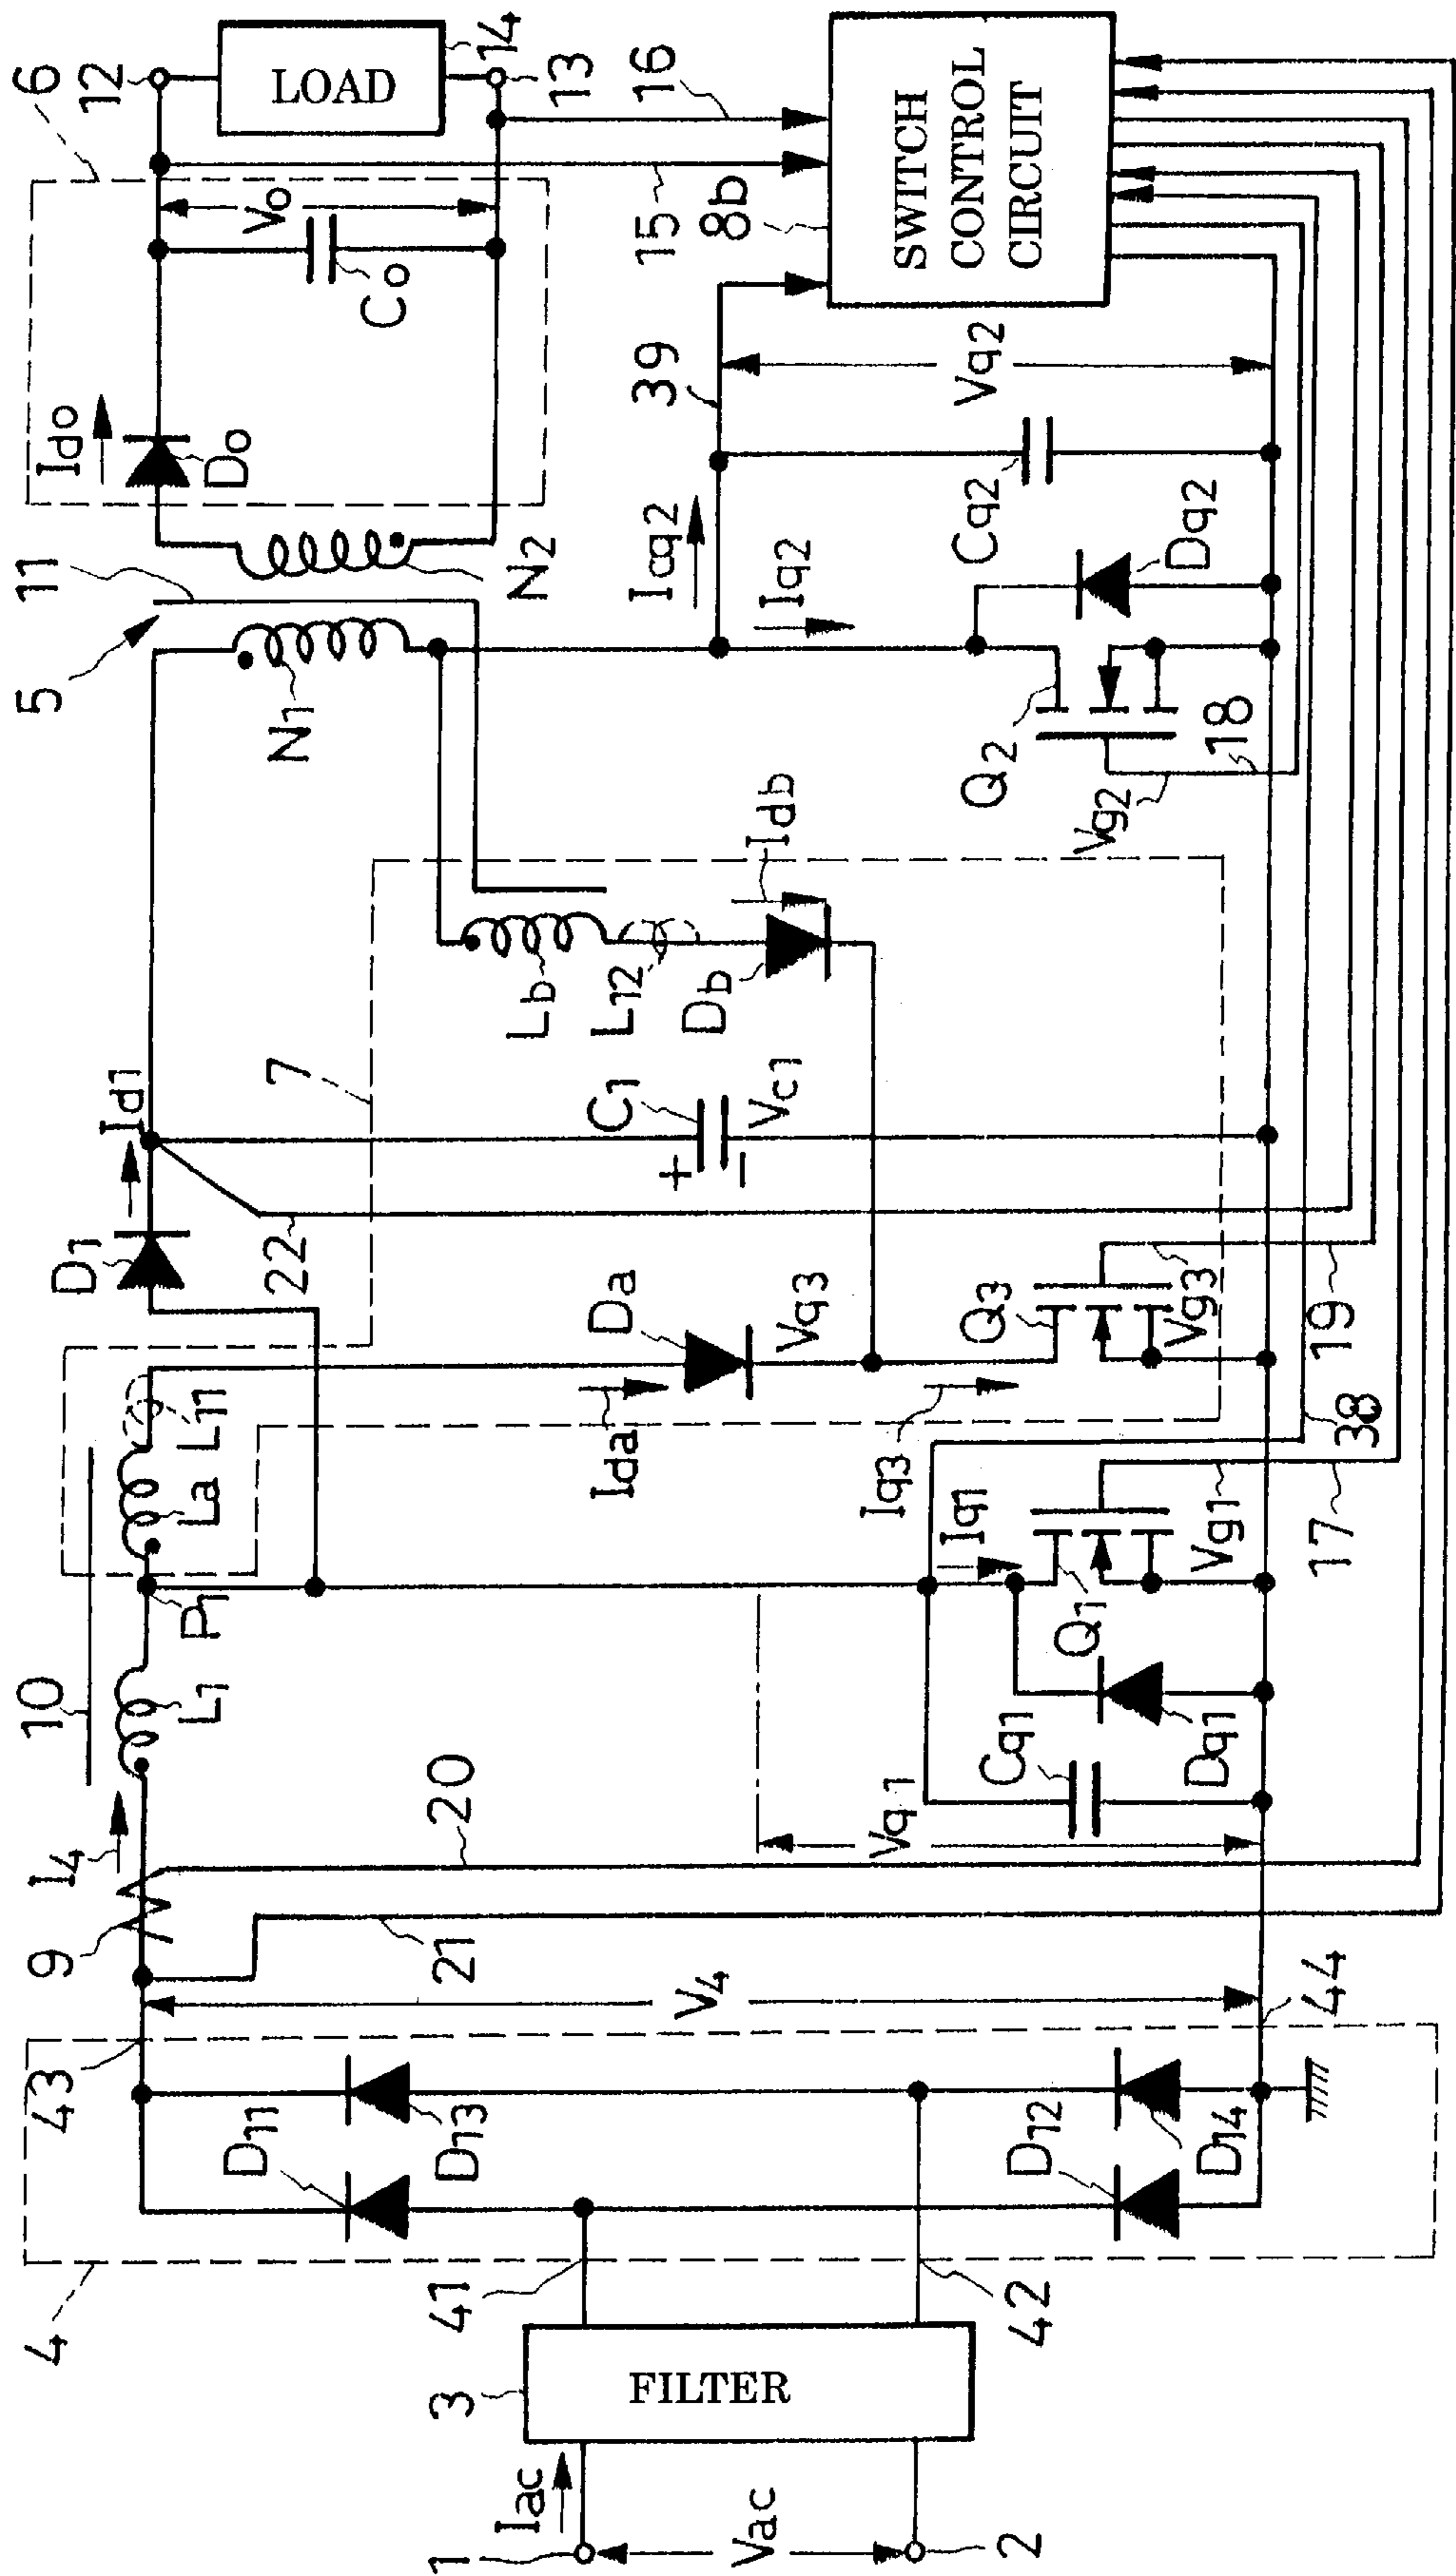 1
Iac
Vac
2
3
FILTER
41
42
4
43
D11
D13
D12
D14
44
V4
9
21
20
I4
10
L1
P1
La
L11
Vq1
Cq1
Dq1
Q1
Iq1
Vg1
17
38
Iq3
Ida
Da
Vq3
Q3
Vg3
19
D1
Id1
22
7
C1
+
−
Vc1
Lb
L12
Db
Idb
5
11
N1
N2
Q2
Vg2
18
Icq2
Iq2
Cq2
Dq2
39
Vq2
Ido
Do
6
Co
Vo
12
13
14
LOAD
15
16
8b
SWITCH
CONTROL
CIRCUIT